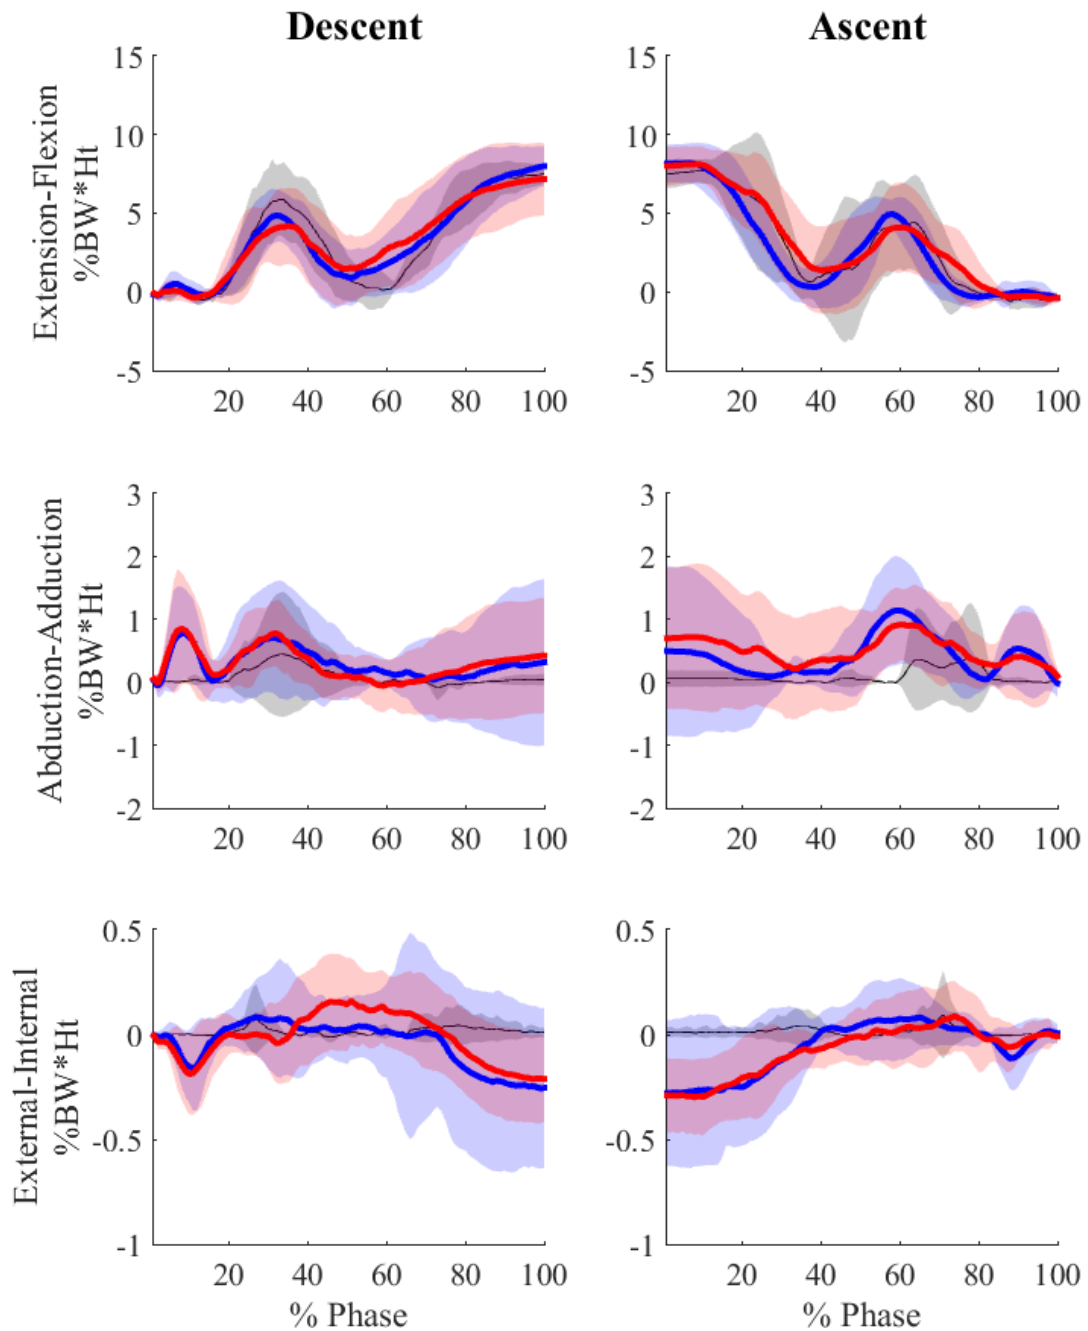 Descent
Ascent
Extension-Flexion
%BW*Ht
15
10
5
0
-5
20 40 60 80 100
15
10
5
0
-5
20 40 60 80 100
Abduction-Adduction
%BW*Ht
3
2
1
0
-1
-2
20 40 60 80 100
3
2
1
0
-1
-2
20 40 60 80 100
External-Internal
%BW*Ht
0.5
0
-0.5
-1
20 40 60 80 100
% Phase
0.5
0
-0.5
-1
20 40 60 80 100
% Phase